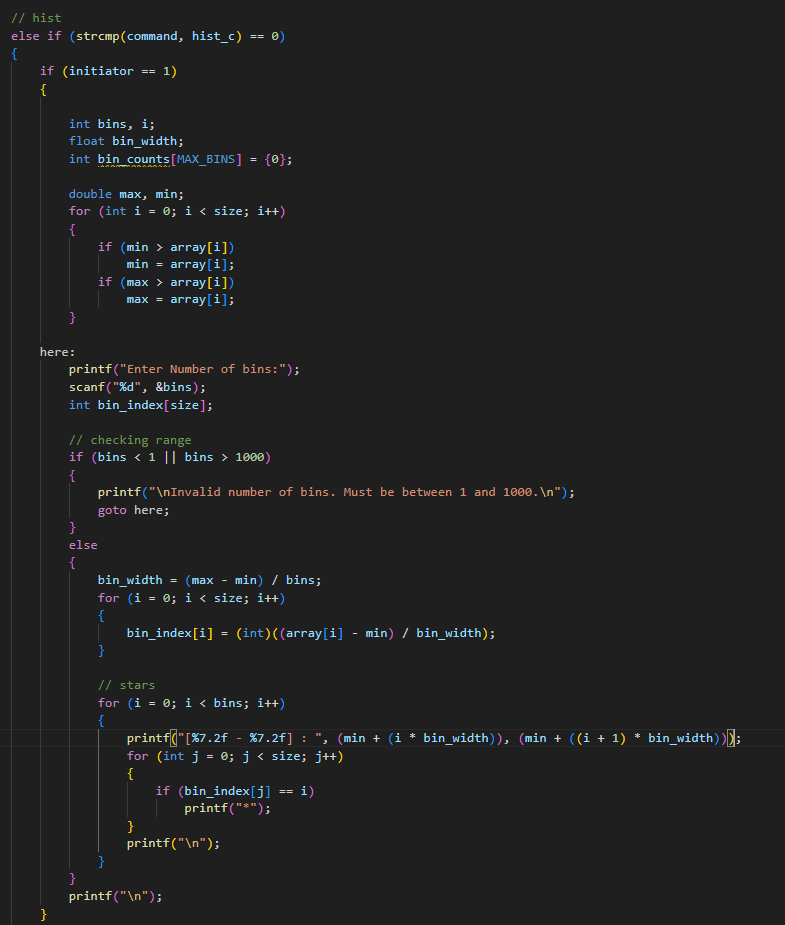 // hist
else if (strcmp(command, hist_c) == 0)
{
    if (initiator == 1)
    {

        int bins, i;
        float bin_width;
        int bin_counts[MAX_BINS] = {0};

        double max, min;
        for (int i = 0; i < size; i++)
        {
            if (min > array[i])
                min = array[i];
            if (max > array[i])
                max = array[i];
        }

    here:
        printf("Enter Number of bins:");
        scanf("%d", &bins);
        int bin_index[size];

        // checking range
        if (bins < 1 || bins > 1000)
        {
            printf("\nInvalid number of bins. Must be between 1 and 1000.\n");
            goto here;
        }
        else
        {
            bin_width = (max - min) / bins;
            for (i = 0; i < size; i++)
            {
                bin_index[i] = (int)((array[i] - min) / bin_width);
            }

            // stars
            for (i = 0; i < bins; i++)
            {
                printf("[%7.2f - %7.2f] : ", (min + (i * bin_width)), (min + ((i + 1) * bin_width)));
                for (int j = 0; j < size; j++)
                {
                    if (bin_index[j] == i)
                        printf("*");
                }
                printf("\n");
            }
        }
        printf("\n");
    }